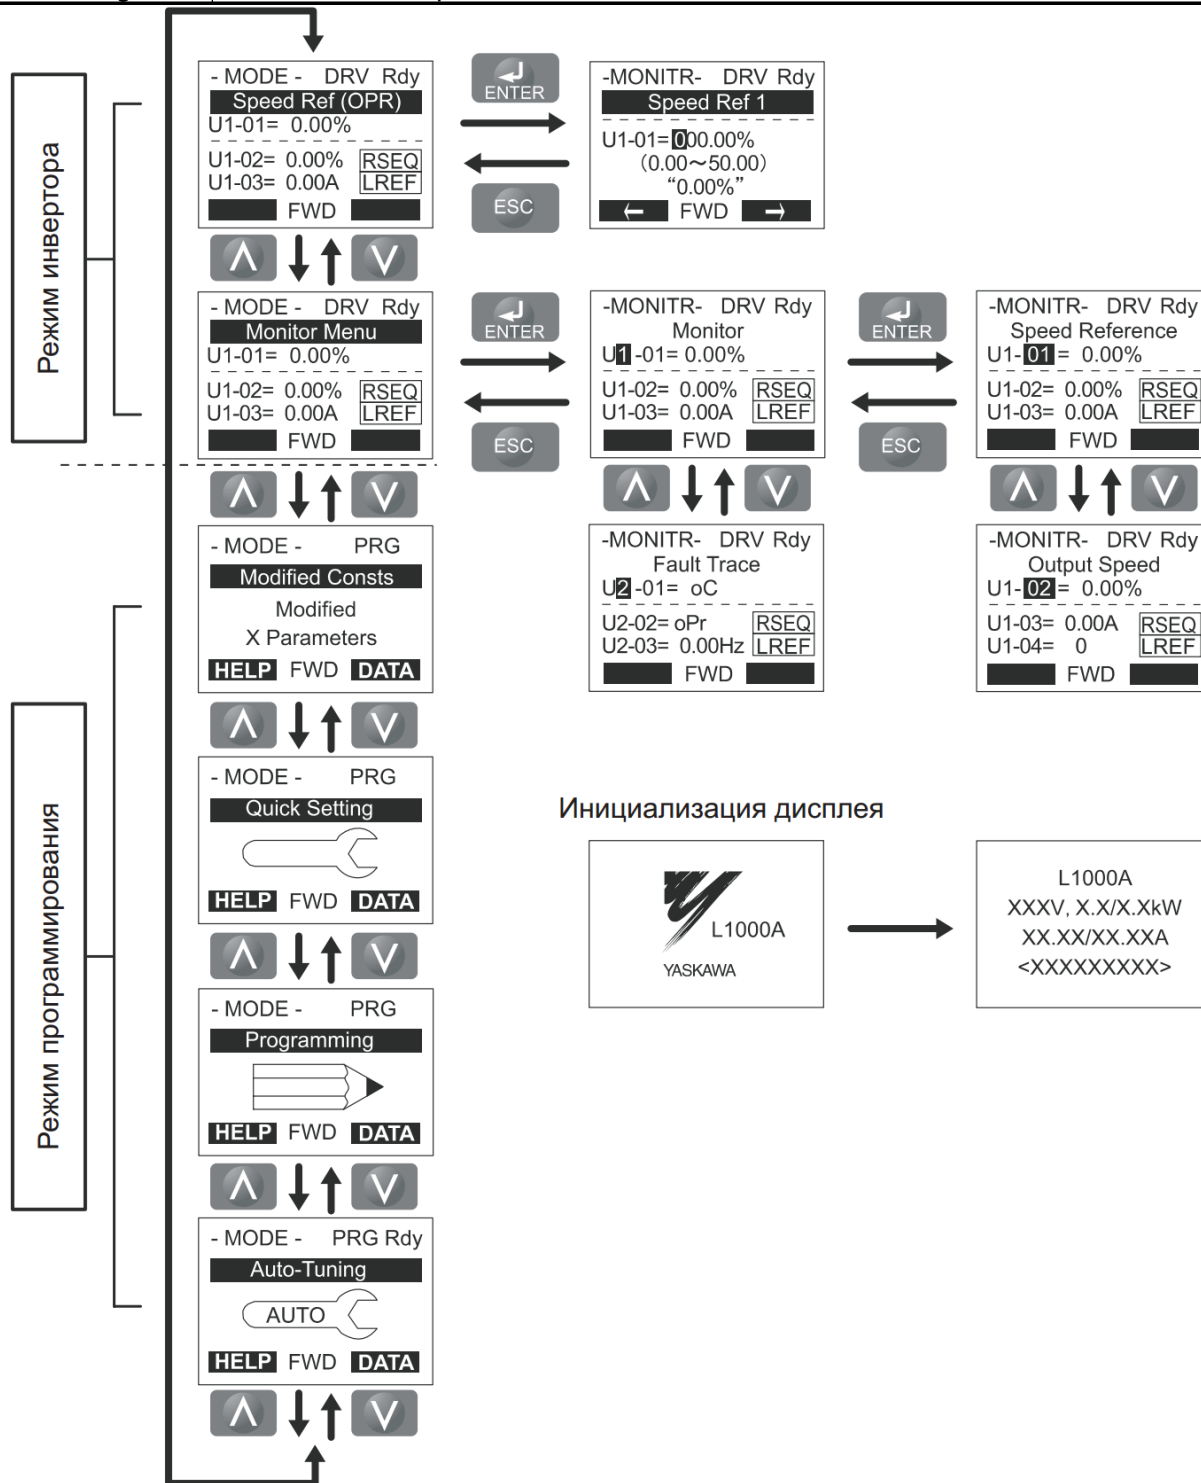 Режим инвертора
- MODE - DRV Rdy
Speed Ref (OPR)
U1-01= 0.00%
U1-02= 0.00% RSEQ
U1-03= 0.00A LREF
FWD
ENTER
ESC
-MONITR- DRV Rdy
Speed Ref 1
U1-01=000.00%
(0.00～50.00)
“0.00%”
← FWD →
- MODE - DRV Rdy
Monitor Menu
U1-01= 0.00%
U1-02= 0.00% RSEQ
U1-03= 0.00A LREF
FWD
ENTER
ESC
-MONITR- DRV Rdy
Monitor
U1 -01= 0.00%
U1-02= 0.00% RSEQ
U1-03= 0.00A LREF
FWD
ENTER
ESC
-MONITR- DRV Rdy
Speed Reference
U1- 01 = 0.00%
U1-02= 0.00% RSEQ
U1-03= 0.00A LREF
FWD
-MONITR- DRV Rdy
Fault Trace
U2 -01= oC
U2-02= oPr RSEQ
U2-03= 0.00Hz LREF
FWD
-MONITR- DRV Rdy
Output Speed
U1- 02 = 0.00%
U1-03= 0.00A RSEQ
U1-04= 0 LREF
FWD
Режим программирования
- MODE - PRG
Modified Consts
Modified
X Parameters
HELP FWD DATA
- MODE - PRG
Quick Setting
HELP FWD DATA
- MODE - PRG
Programming
HELP FWD DATA
- MODE - PRG Rdy
Auto-Tuning
AUTO
HELP FWD DATA
Инициализация дисплея
L1000A
YASKAWA
L1000A
XXXV, X.X/X.XkW
XX.XX/XX.XXA
<XXXXXXXXX>